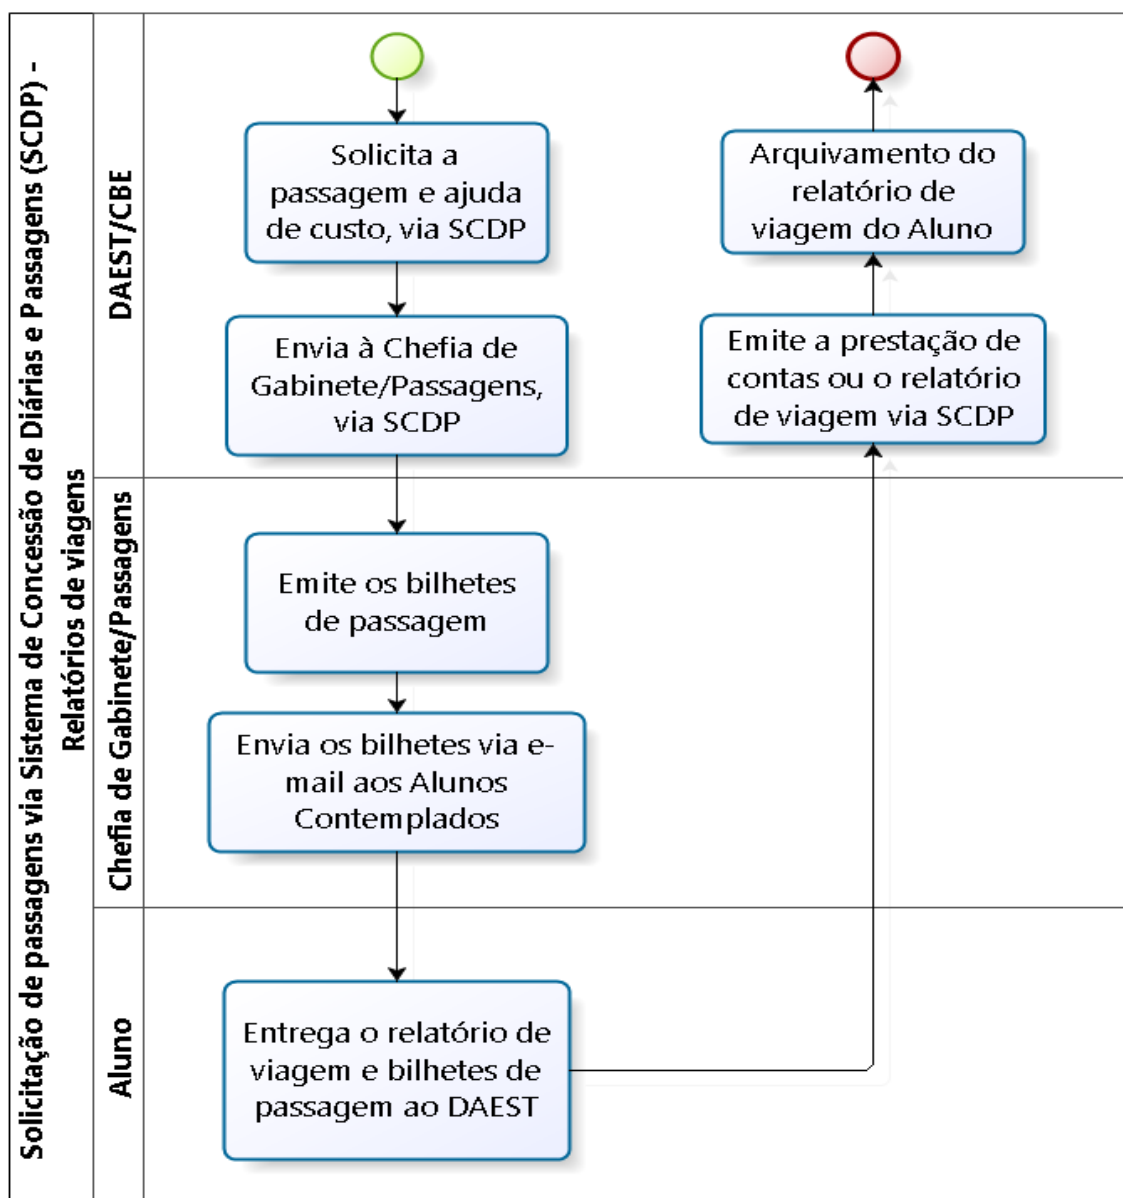 Solicitação de passagens via Sistema de Concessão de Diárias e Passagens (SCDP) -
Relatórios de viagens
DAEST/CBE
Solicita a
passagem e ajuda
de custo, via SCDP
Envia à Chefia de
Gabinete/Passagens,
via SCDP
Arquivamento do
relatório de
viagem do Aluno
Emite a prestação de
contas ou o relatório
de viagem via SCDP
Chefia de Gabinete/Passagens
Emite os bilhetes
de passagem
Envia os bilhetes via e-
mail aos Alunos
Contemplados
Aluno
Entrega o relatório de
viagem e bilhetes de
passagem ao DAEST